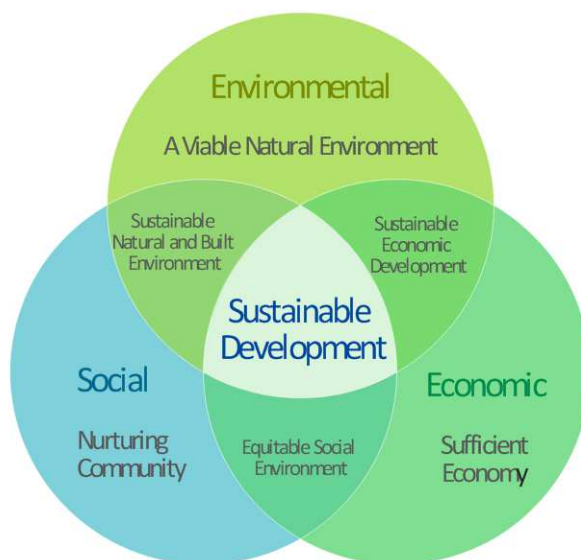 Environmental
A Viable Natural Environment
Sustainable
Natural and Built
Environment
Sustainable
Economic
Development
Sustainable
Development
Social
Nurturing
Community
Equitable Social
Environment
Economic
Sufficient
Economy